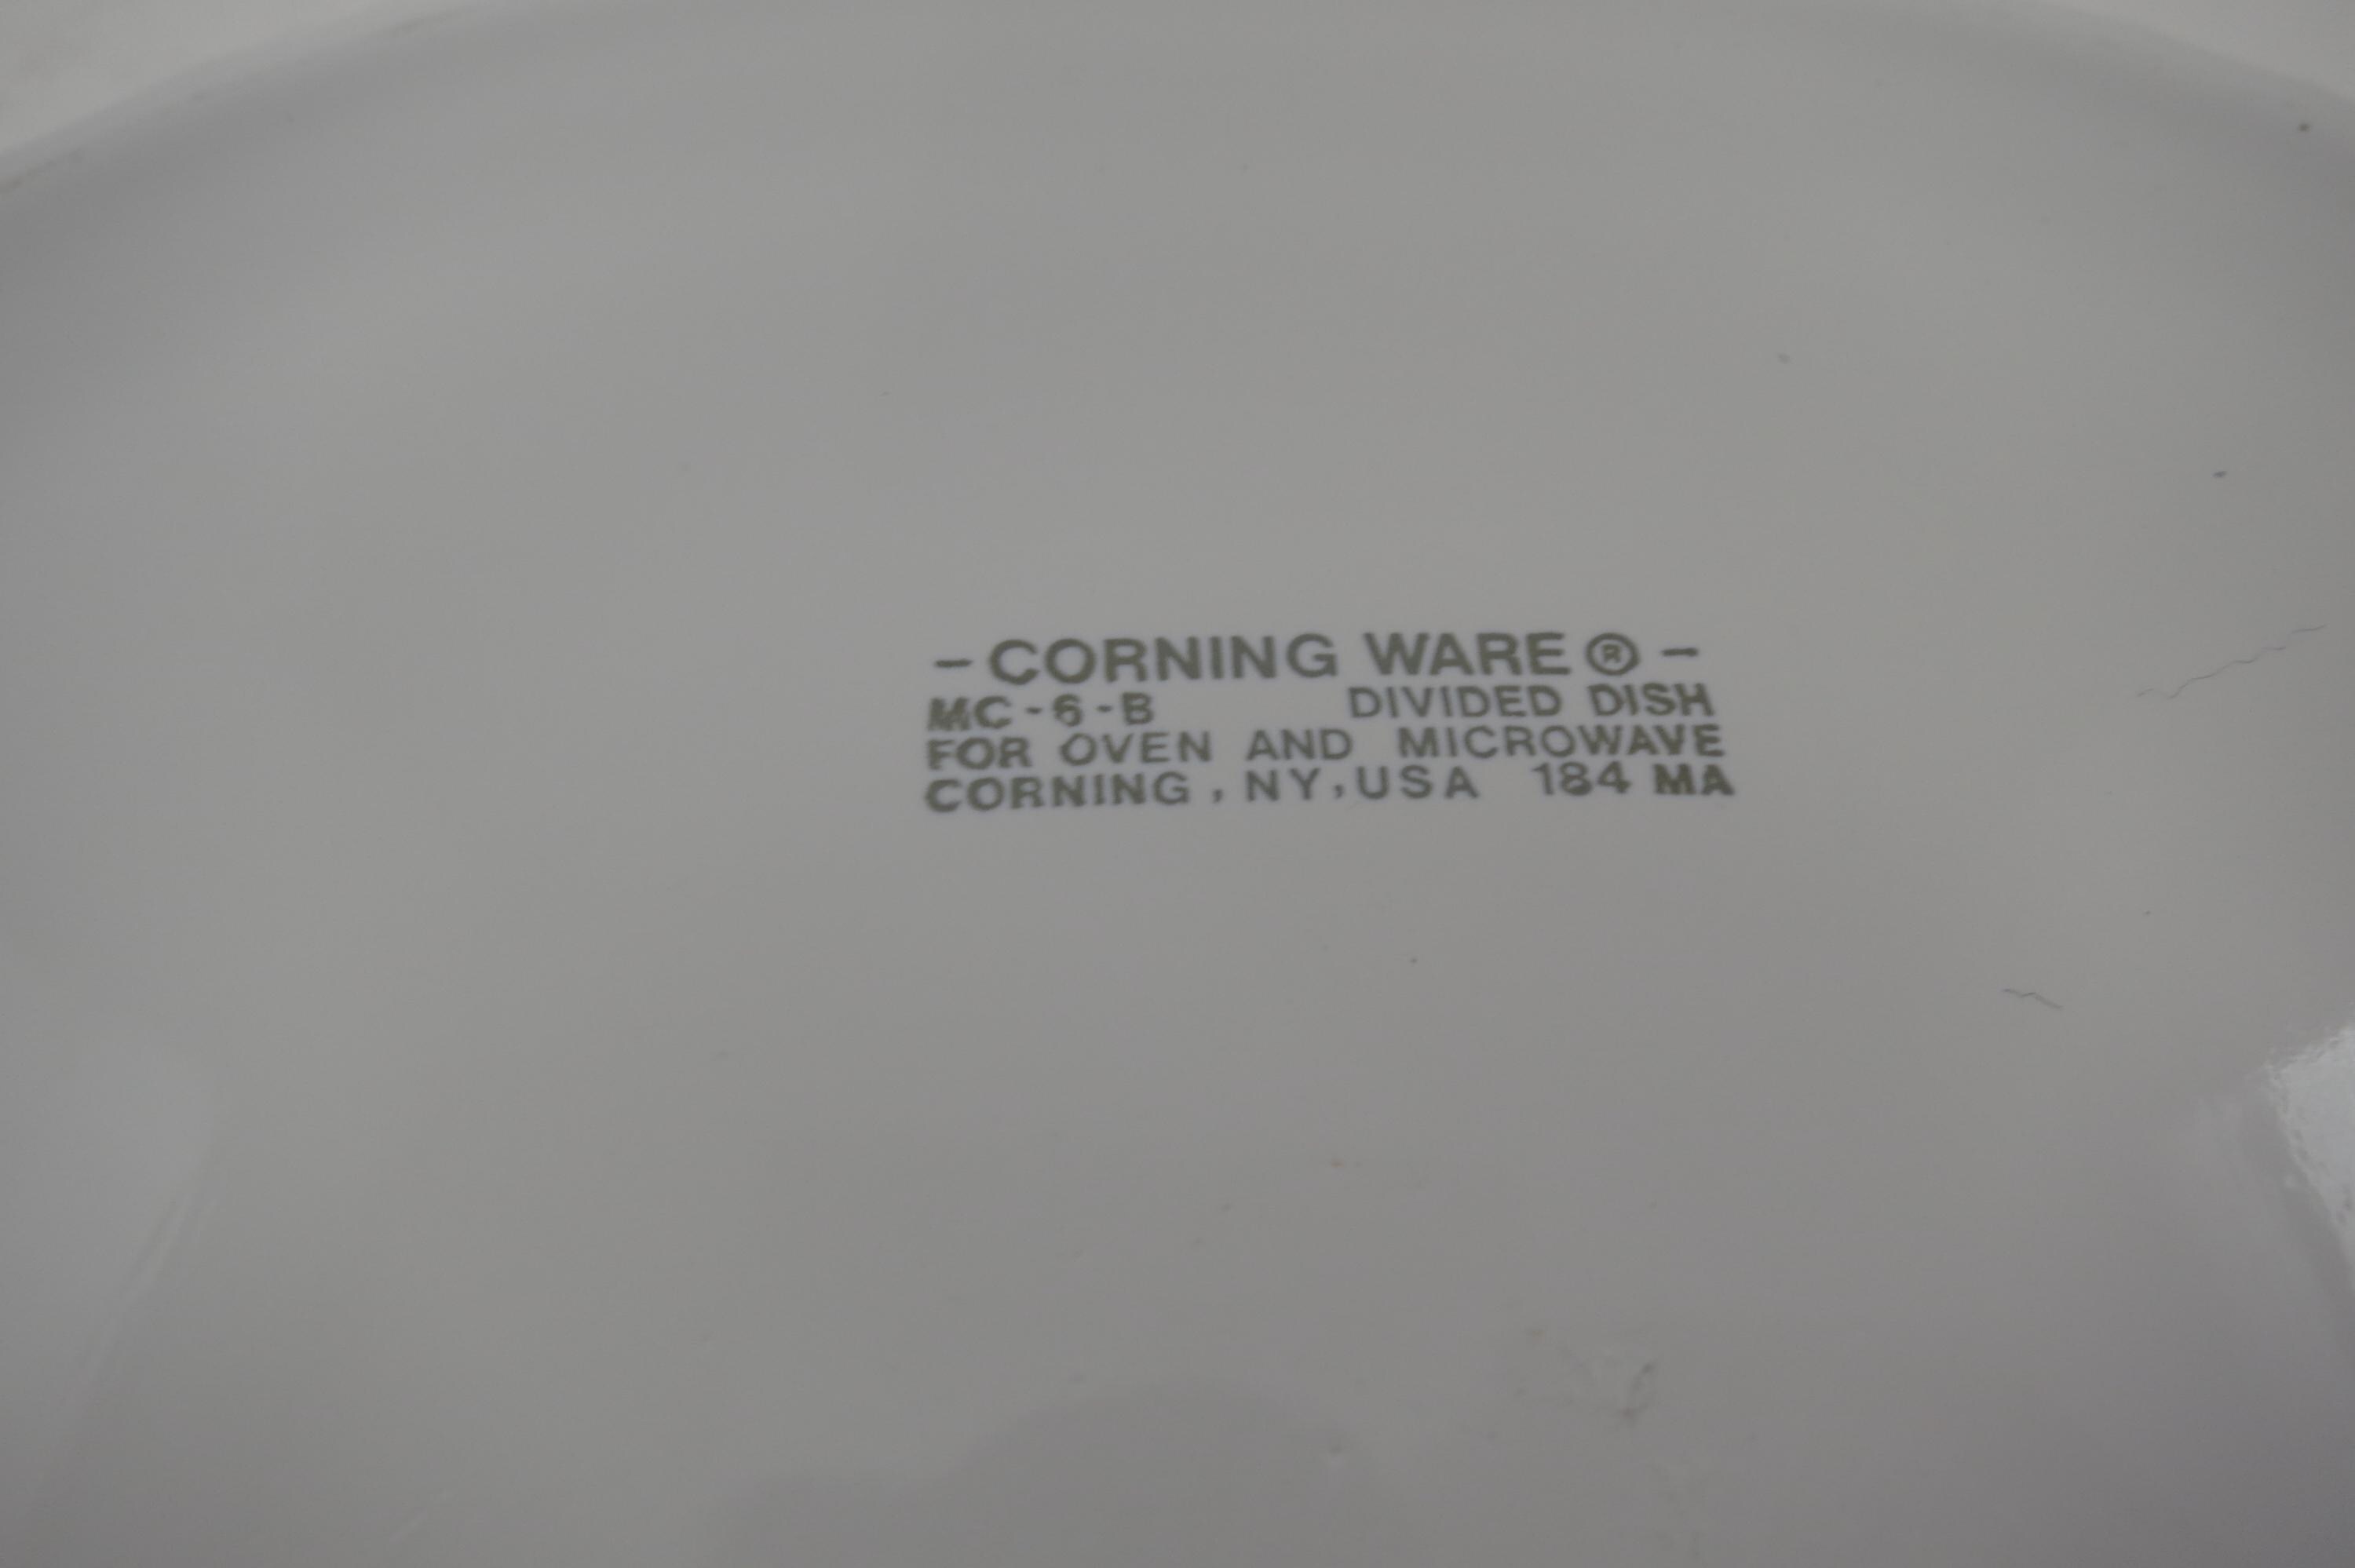 - CORNING WARE ® -
MC-6-B DIVIDED DISH
FOR OVEN AND MICROWAVE
CORNING, NY, USA 184 MA